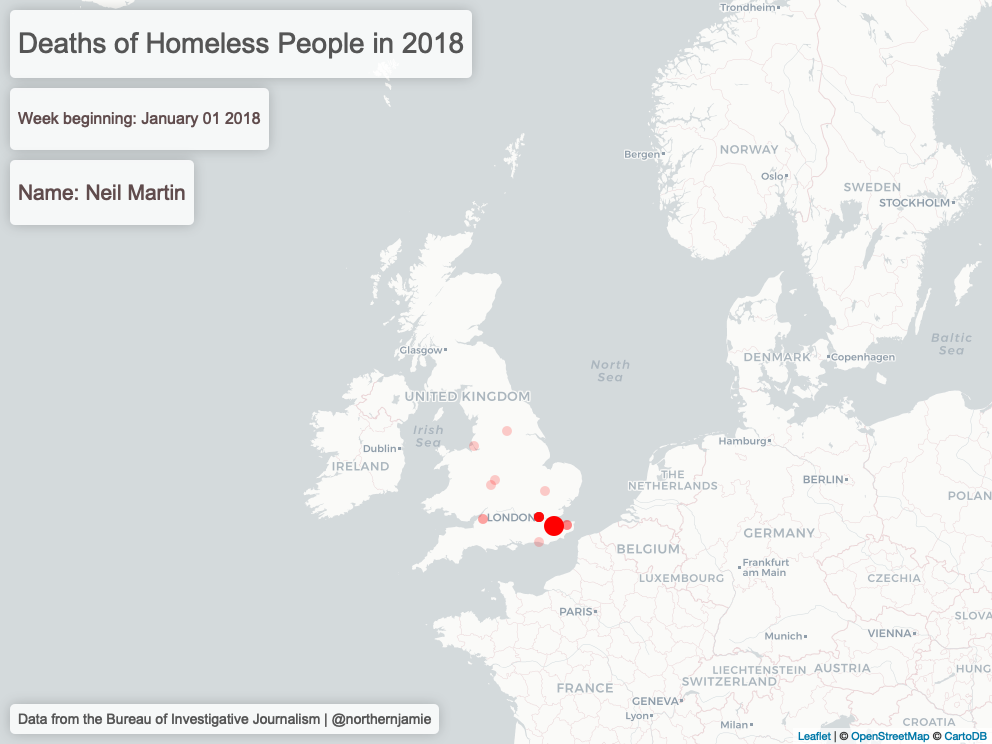 Deaths of Homeless People in 2018
Week beginning: January 01 2018
Name: Neil Martin
Trondheim
Bergen
NORWAY
Oslo
SWEDEN
STOCKHOLM
Glasgow
North
Sea
DENMARK
Copenhagen
Baltic
Sea
UNITED KINGDOM
Irish
Sea
Dublin
IRELAND
Hamburg
THE
NETHERLANDS
BERLIN
POLAN
LONDON
GERMANY
BELGIUM
Frankfurt
am Main
LUXEMBOURG
CZECHIA
PARIS
SLOVA
Munich
VIENNA
LIECHTENSTEIN
AUSTRIA
HUNG
SWITZERLAND
FRANCE
GENEVA
Lyon
Milan
CROATIA
Data from the Bureau of Investigative Journalism | @northernjamie
Leaflet | © OpenStreetMap © CartoDB